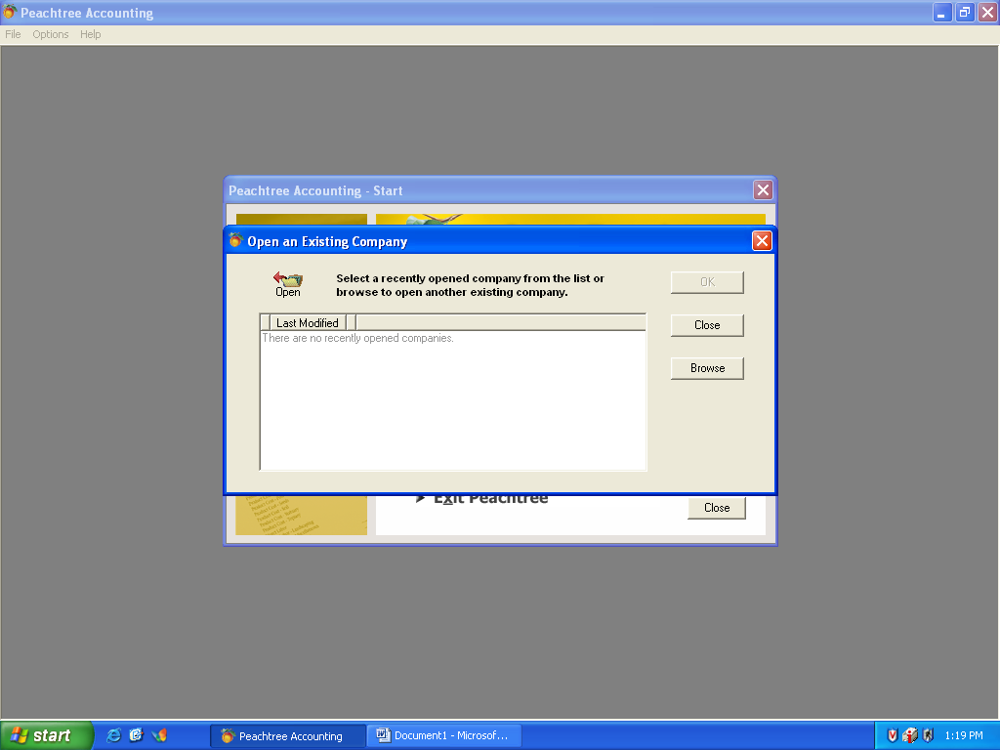 Peachtree Accounting
File Options Help
Peachtree Accounting - Start
Open an Existing Company
Open
Select a recently opened company from the list or
browse to open another existing company.
OK
Close
Browse
Last Modified
There are no recently opened companies.
Exit Peachtree
Close
start
Peachtree Accounting
Document1 - Microsof...
1:19 PM